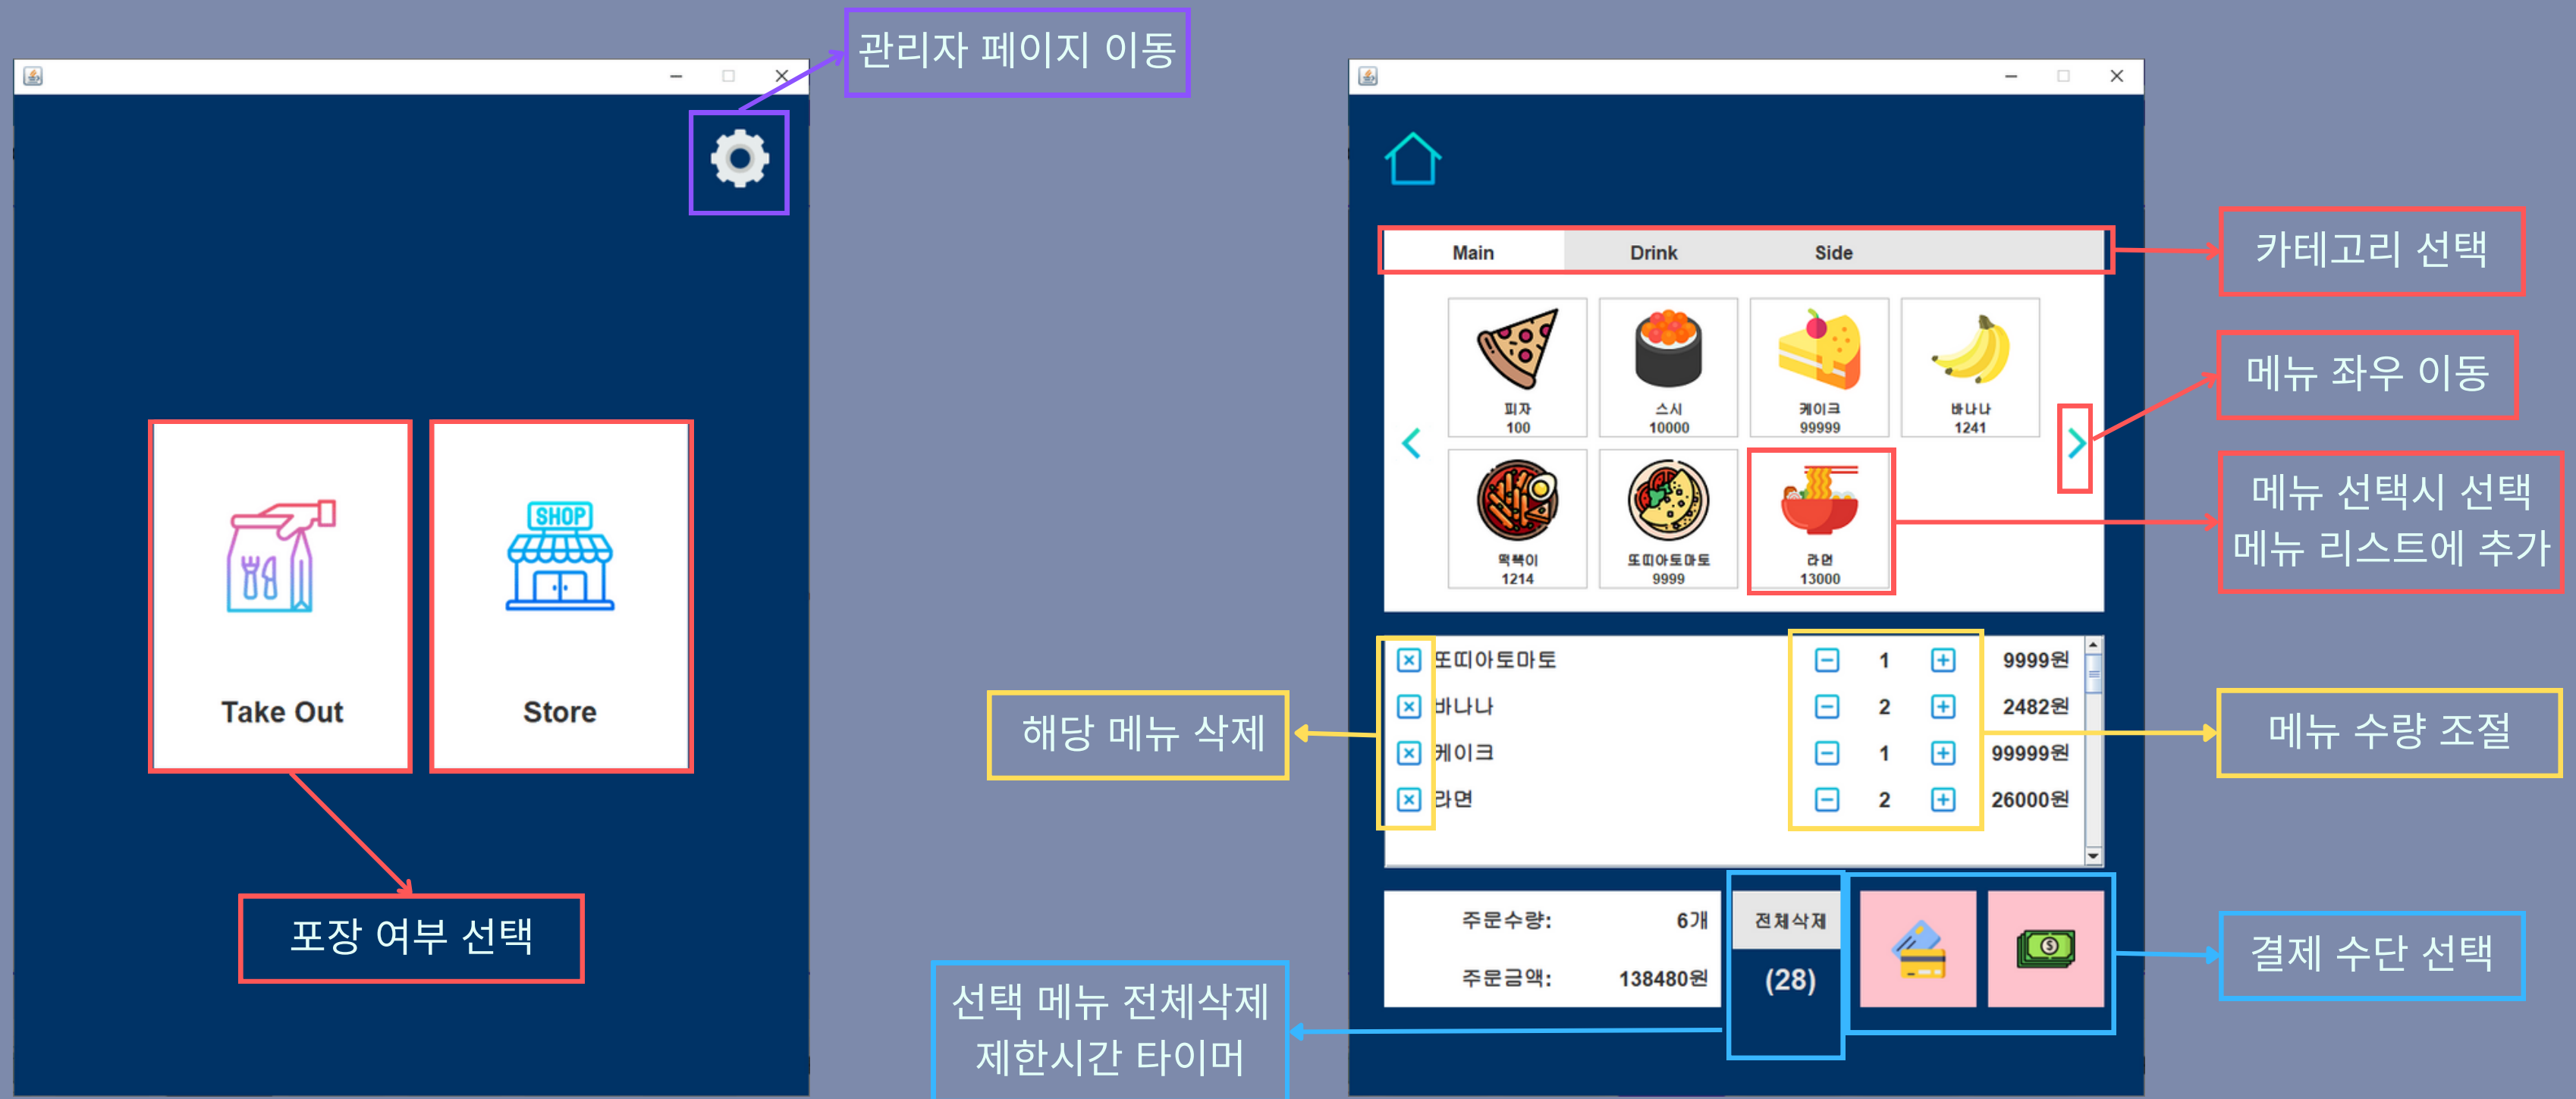 관리자 페이지 이동
SHOP
Take Out
Store
포장 여부 선택
Main Drink Side
카테고리 선택
피자
100
스시
10000
케이크
99999
바나나
1241
메뉴 좌우 이동
떡뽁이
1214
또띠아토마토
9999
라면
13000
메뉴 선택시 선택
메뉴 리스트에 추가
또띠아토마토 1 9999원
바나나 2 2482원
케이크 1 99999원
라면 2 26000원
해당 메뉴 삭제
메뉴 수량 조절
주문수량: 6개
주문금액: 138480원
전체삭제
(28)
결제 수단 선택
선택 메뉴 전체삭제
제한시간 타이머